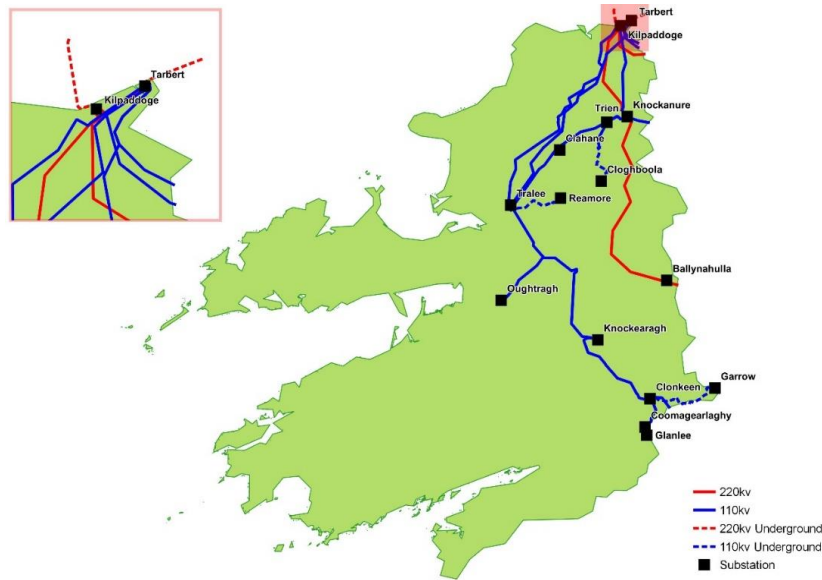 Tarbert
Kilpaddoge
Tarbert
Kilpaddoge
Trien
Knockanure
Clahane
Cloghboola
Tralee
Reamore
Ballynahulla
Oughtragh
Knockearagh
Garrow
Clonkeen
Coomagearlaghy
Glanlee
220kv
110kv
220kv Underground
110kv Underground
Substation